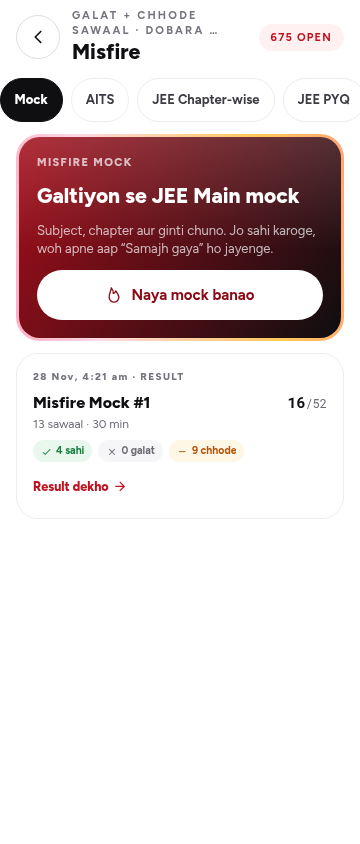 GALAT + CHHODE
SAWAAL · DOBARA …
Misfire
675 OPEN
Mock
AITS
JEE Chapter-wise
JEE PYQ
MISFIRE MOCK
Galtiyon se JEE Main mock
Subject, chapter aur ginti chuno. Jo sahi karoge,
woh apne aap “Samajh gaya” ho jayenge.
Naya mock banao
28 Nov, 4:21 am · RESULT
Misfire Mock #1
16/52
13 sawaal · 30 min
4 sahi
0 galat
9 chhode
Result dekho →